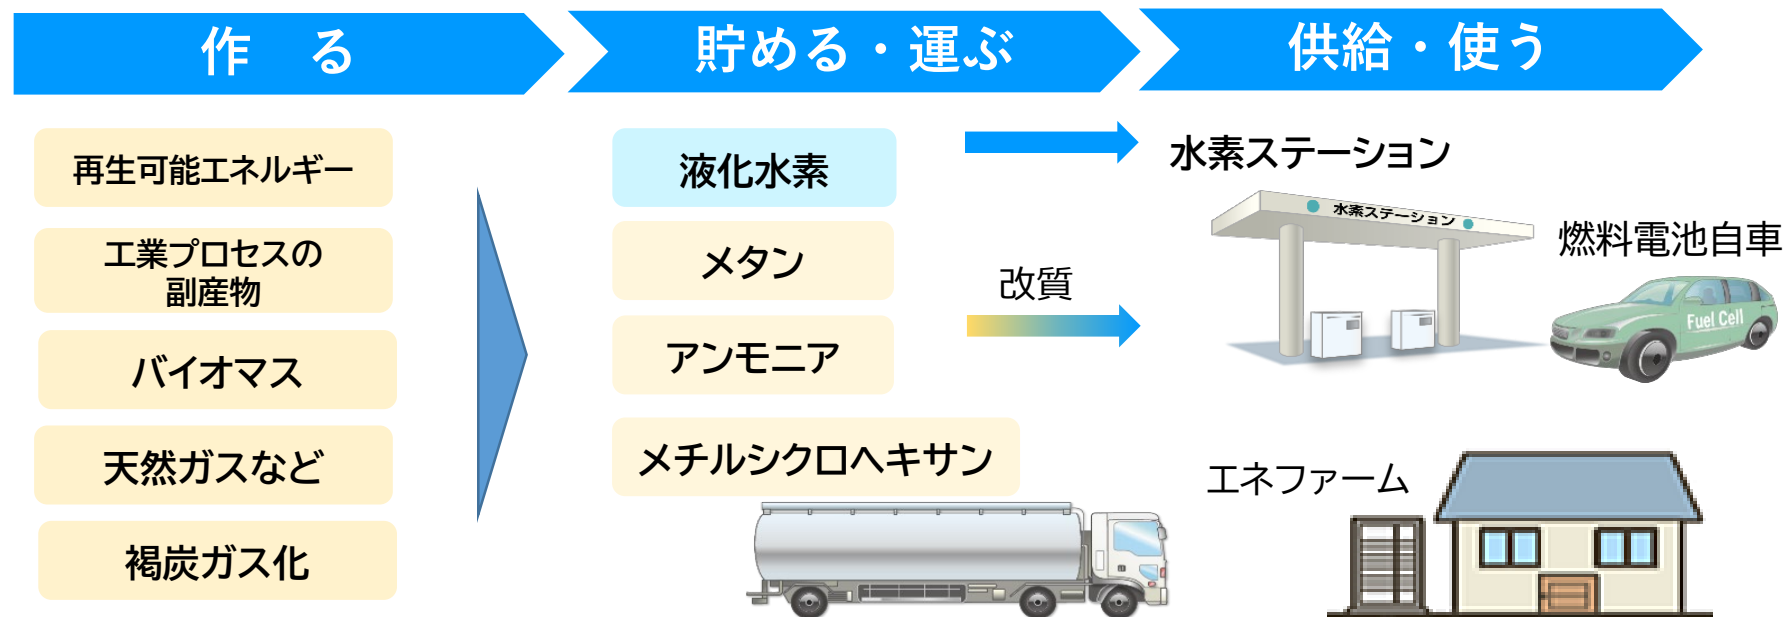 作　る
貯める・運ぶ
供給・使う
再生可能エネルギー
工業プロセスの
副産物
バイオマス
天然ガスなど
褐炭ガス化
液化水素
メタン
アンモニア
メチルシクロヘキサン
改質
水素ステーション
水素ステーション
燃料電池自車
Fuel Cell
エネファーム